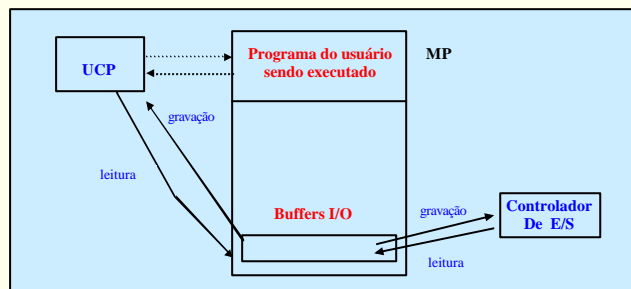 UCP
Programa do usuário
sendo executado
MP
gravação
leitura
Buffers I/O
gravação
leitura
Controlador
De E/S